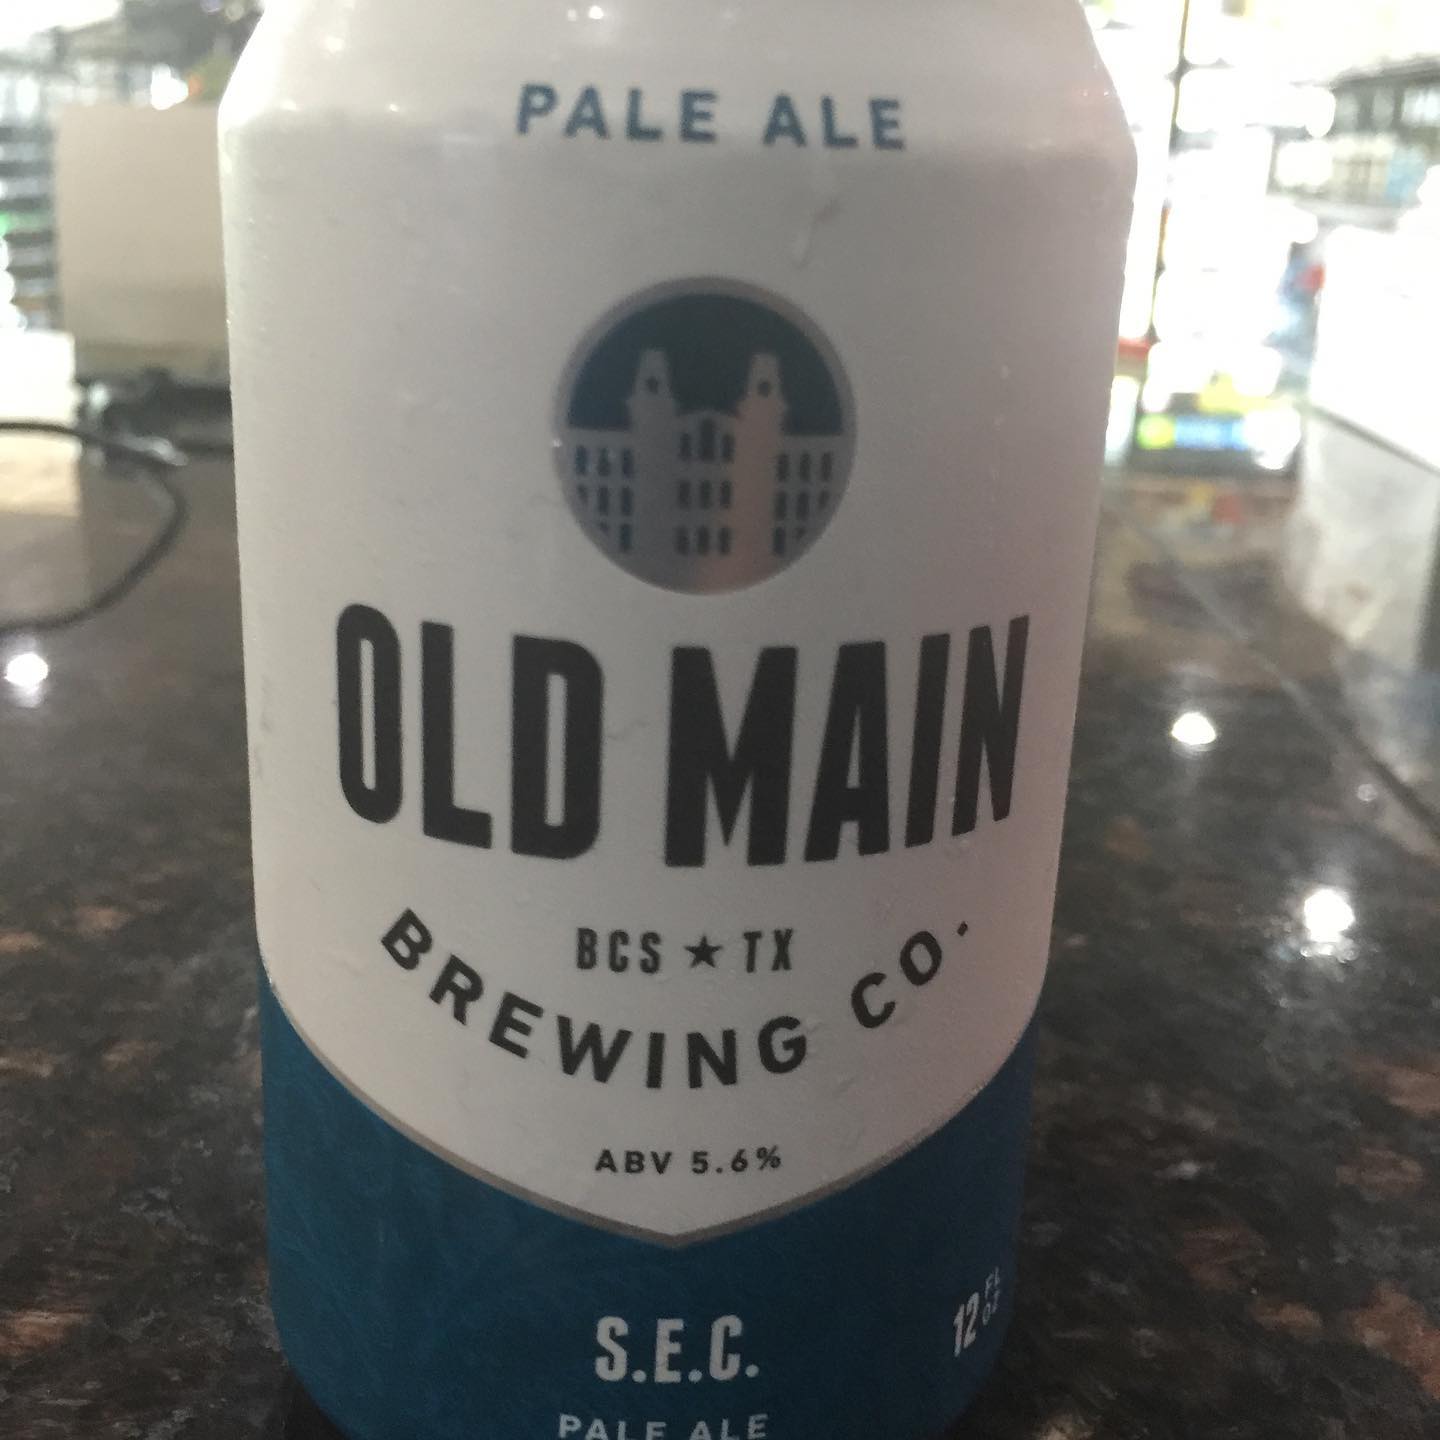 PALE ALE
OLD MAIN
BCS ★ TX
BREWING CO.
ABV 5.6%
S.E.C.
12 FL OZ
PALE ALE